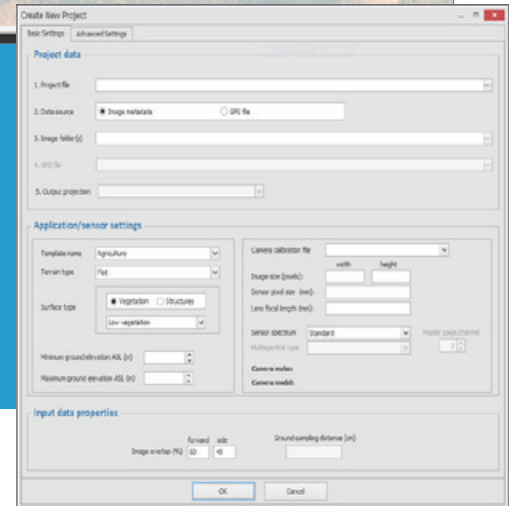 Create New Project
Basic Settings
Advanced Settings
Project data
1. Project file
2. Data source
Image metadata
GPS file
3. Image folder(s)
4. GPS file
5. Output projection
Application/sensor settings
Template name
Agriculture
Terrain type
Flat
Surface type
Vegetation
Structures
Low vegetation
Minimum ground elevation ASL (m)
Maximum ground elevation ASL (m)
Camera calibration file
width height
Image size (pixels):
Sensor pixel size (mm):
Lens focal length (mm):
Sensor spectrum
Standard
Master page/channel
Multispectral type
Camera make:
Camera model:
Input data properties
forward side
Image overlap (%) 60
Ground sampling distance (cm)
OK
Cancel